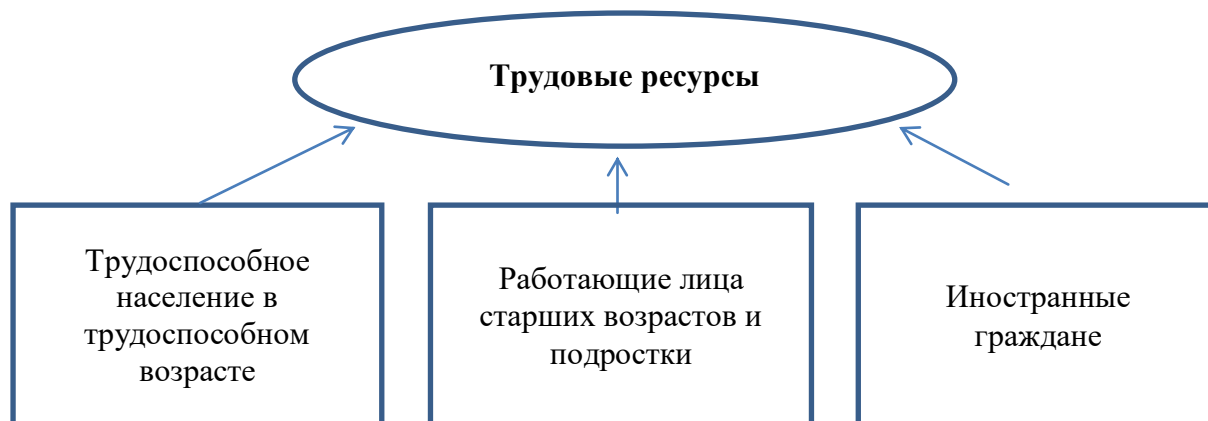 Трудовые ресурсы
Трудоспособное
население в
трудоспособном
возрасте
Работающие лица
старших возрастов и
подростки
Иностранные
граждане